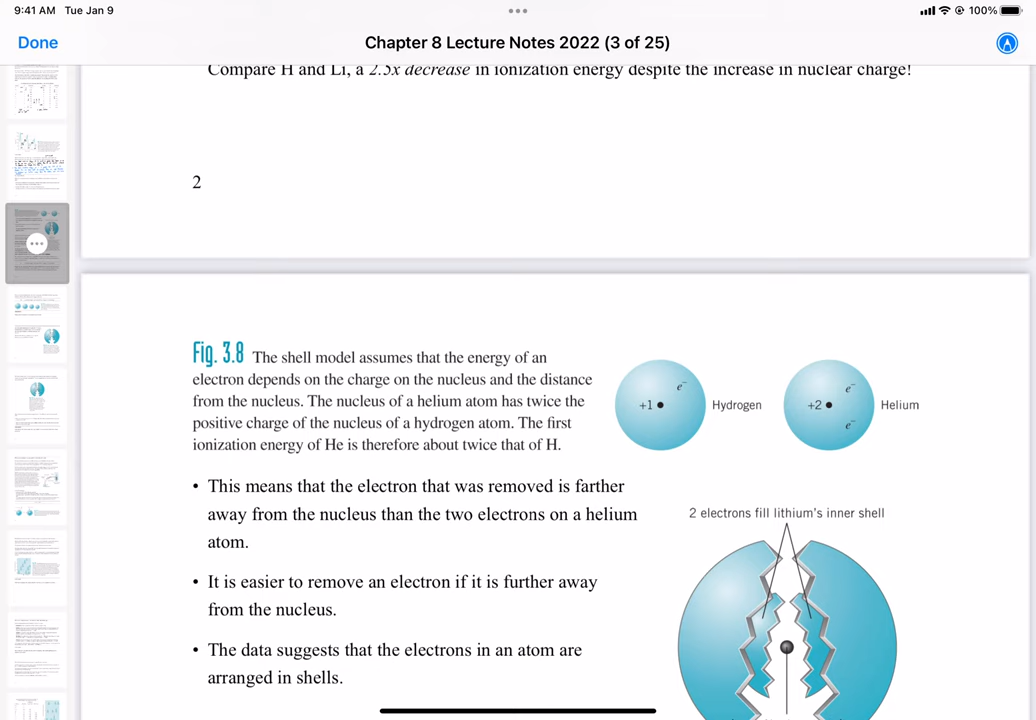 9:41 AM Tue Jan 9
100%
Done
Chapter 8 Lecture Notes 2022 (3 of 25)
Compare H and Li, a 2.5x decrease in ionization energy despite the increase in nuclear charge!
2
Fig. 3.8 The shell model assumes that the energy of an
electron depends on the charge on the nucleus and the distance
from the nucleus. The nucleus of a helium atom has twice the
positive charge of the nucleus of a hydrogen atom. The first
ionization energy of He is therefore about twice that of H.
+1
e⁻
Hydrogen
+2
e⁻
e⁻
Helium
• This means that the electron that was removed is farther
away from the nucleus than the two electrons on a helium
atom.
• It is easier to remove an electron if it is further away
from the nucleus.
• The data suggests that the electrons in an atom are
arranged in shells.
2 electrons fill lithium's inner shell